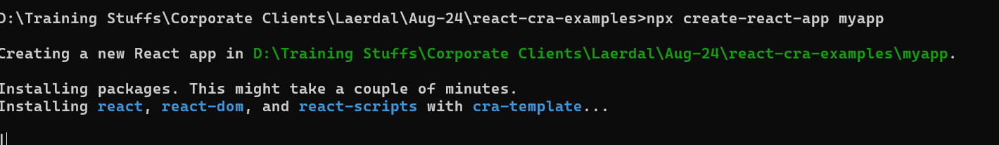 D:\Training Stuffs\Corporate Clients\Laerdal\Aug-24\react-cra-examples>npx create-react-app myapp
Creating a new React app in D:\Training Stuffs\Corporate Clients\Laerdal\Aug-24\react-cra-examples\myapp.
Installing packages. This might take a couple of minutes.
Installing react, react-dom, and react-scripts with cra-template...